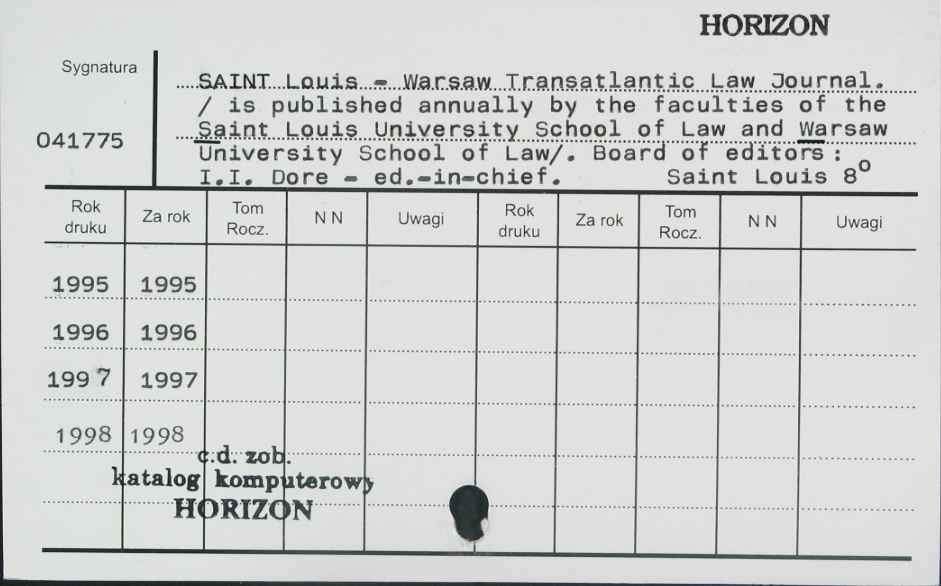 HORIZON
Sygnatura
041775
SAINT Louis - Warsaw Transatlantic Law Journal.
/ is published annually by the faculties of the
Saint Louis University School of Law and Warsaw
University School of Law/. Board of editors:
I.I. Dore - ed.-in-chief. Saint Louis 8°
Rok druku Za rok Tom Rocz. N N Uwagi Rok druku Za rok Tom Rocz. N N Uwagi
1995 1995
1996 1996
1997 1997
1998 1998
c.d. zob.
katalog komputerowy
HORIZON